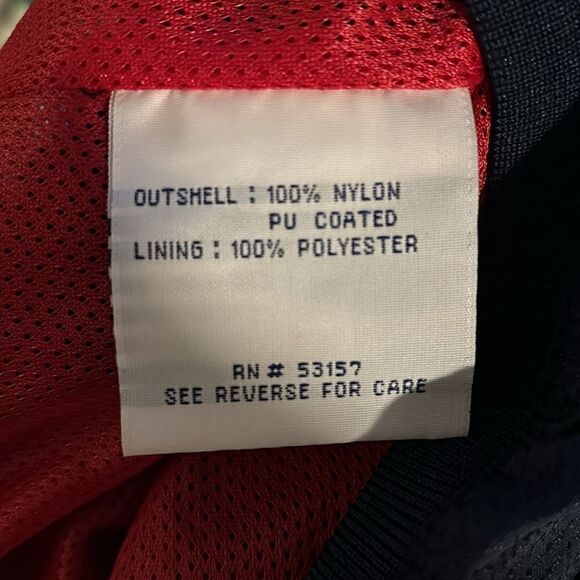 OUTSHELL : 100% NYLON
PU COATED
LINING : 100% POLYESTER
RN # 53157
SEE REVERSE FOR CARE